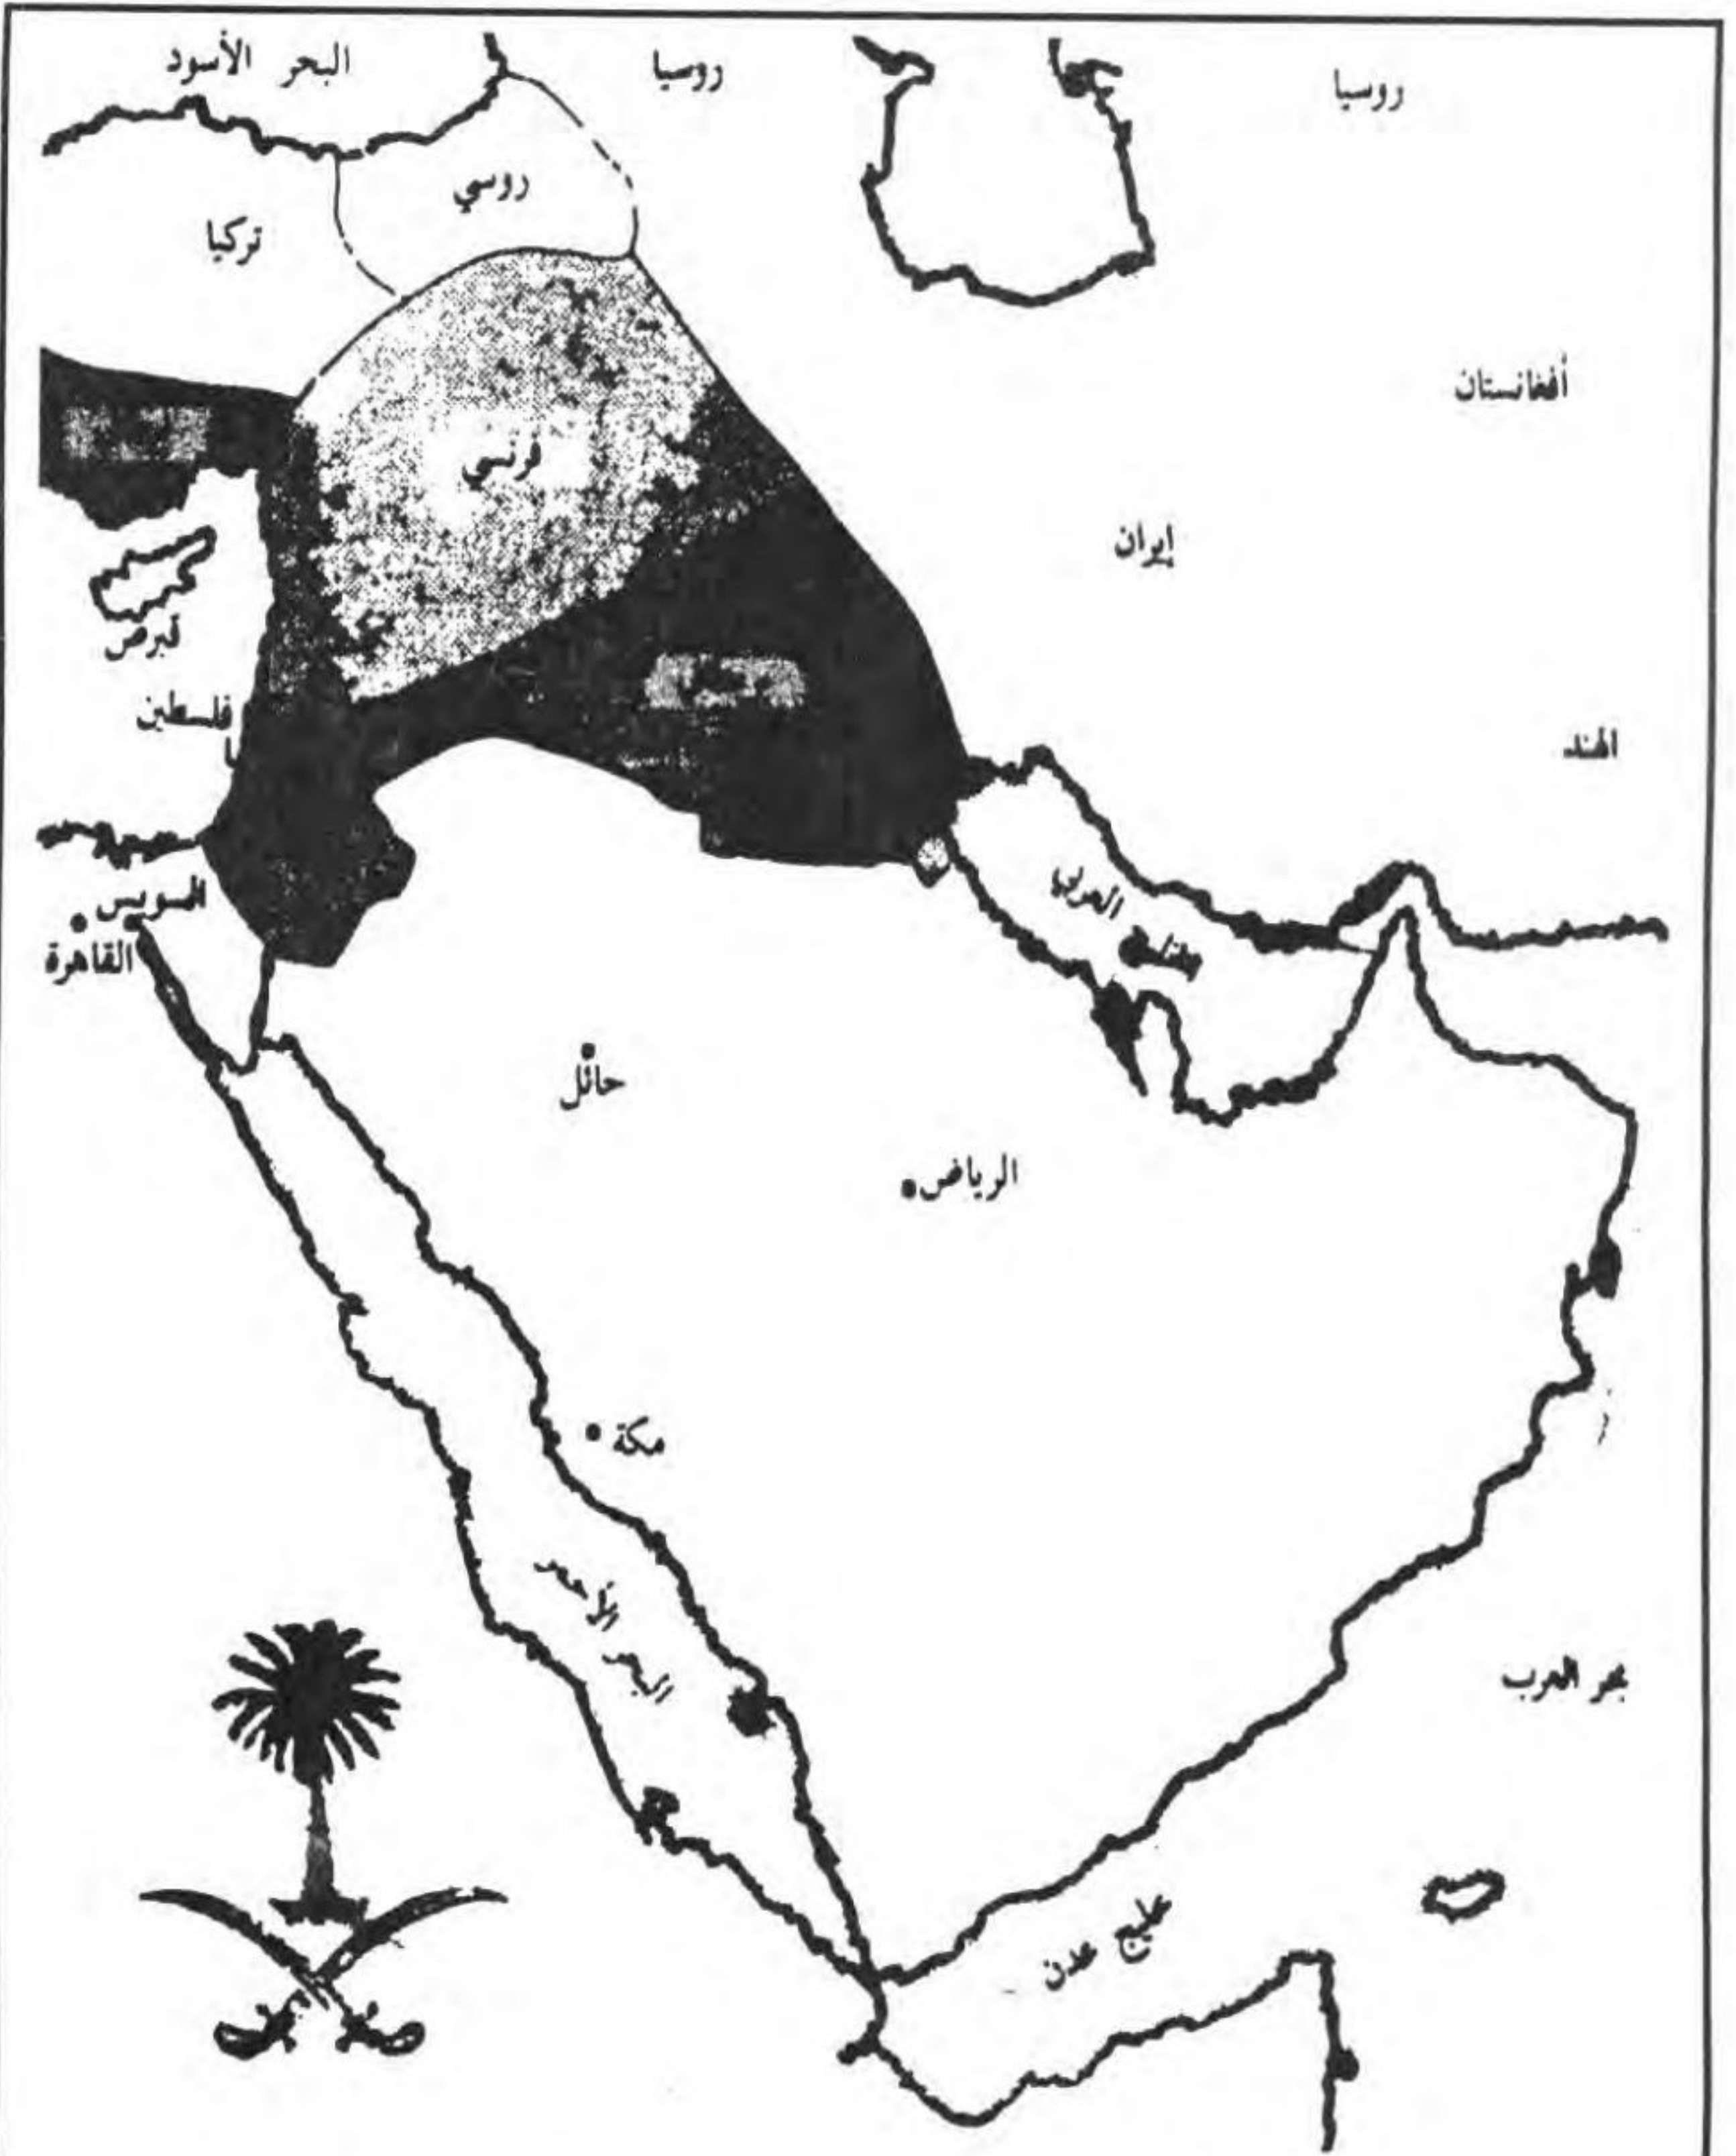 البحر الأسود
روسيا
روسيا
روسي
تركيا
أفغانستان
فرنسي
إيران
قبرص
فلسطين
الهند
السويس
القاهرة
العربي
حائل
الرياض
مكة
البحر الأحمر
بحر العرب
خليج عدن